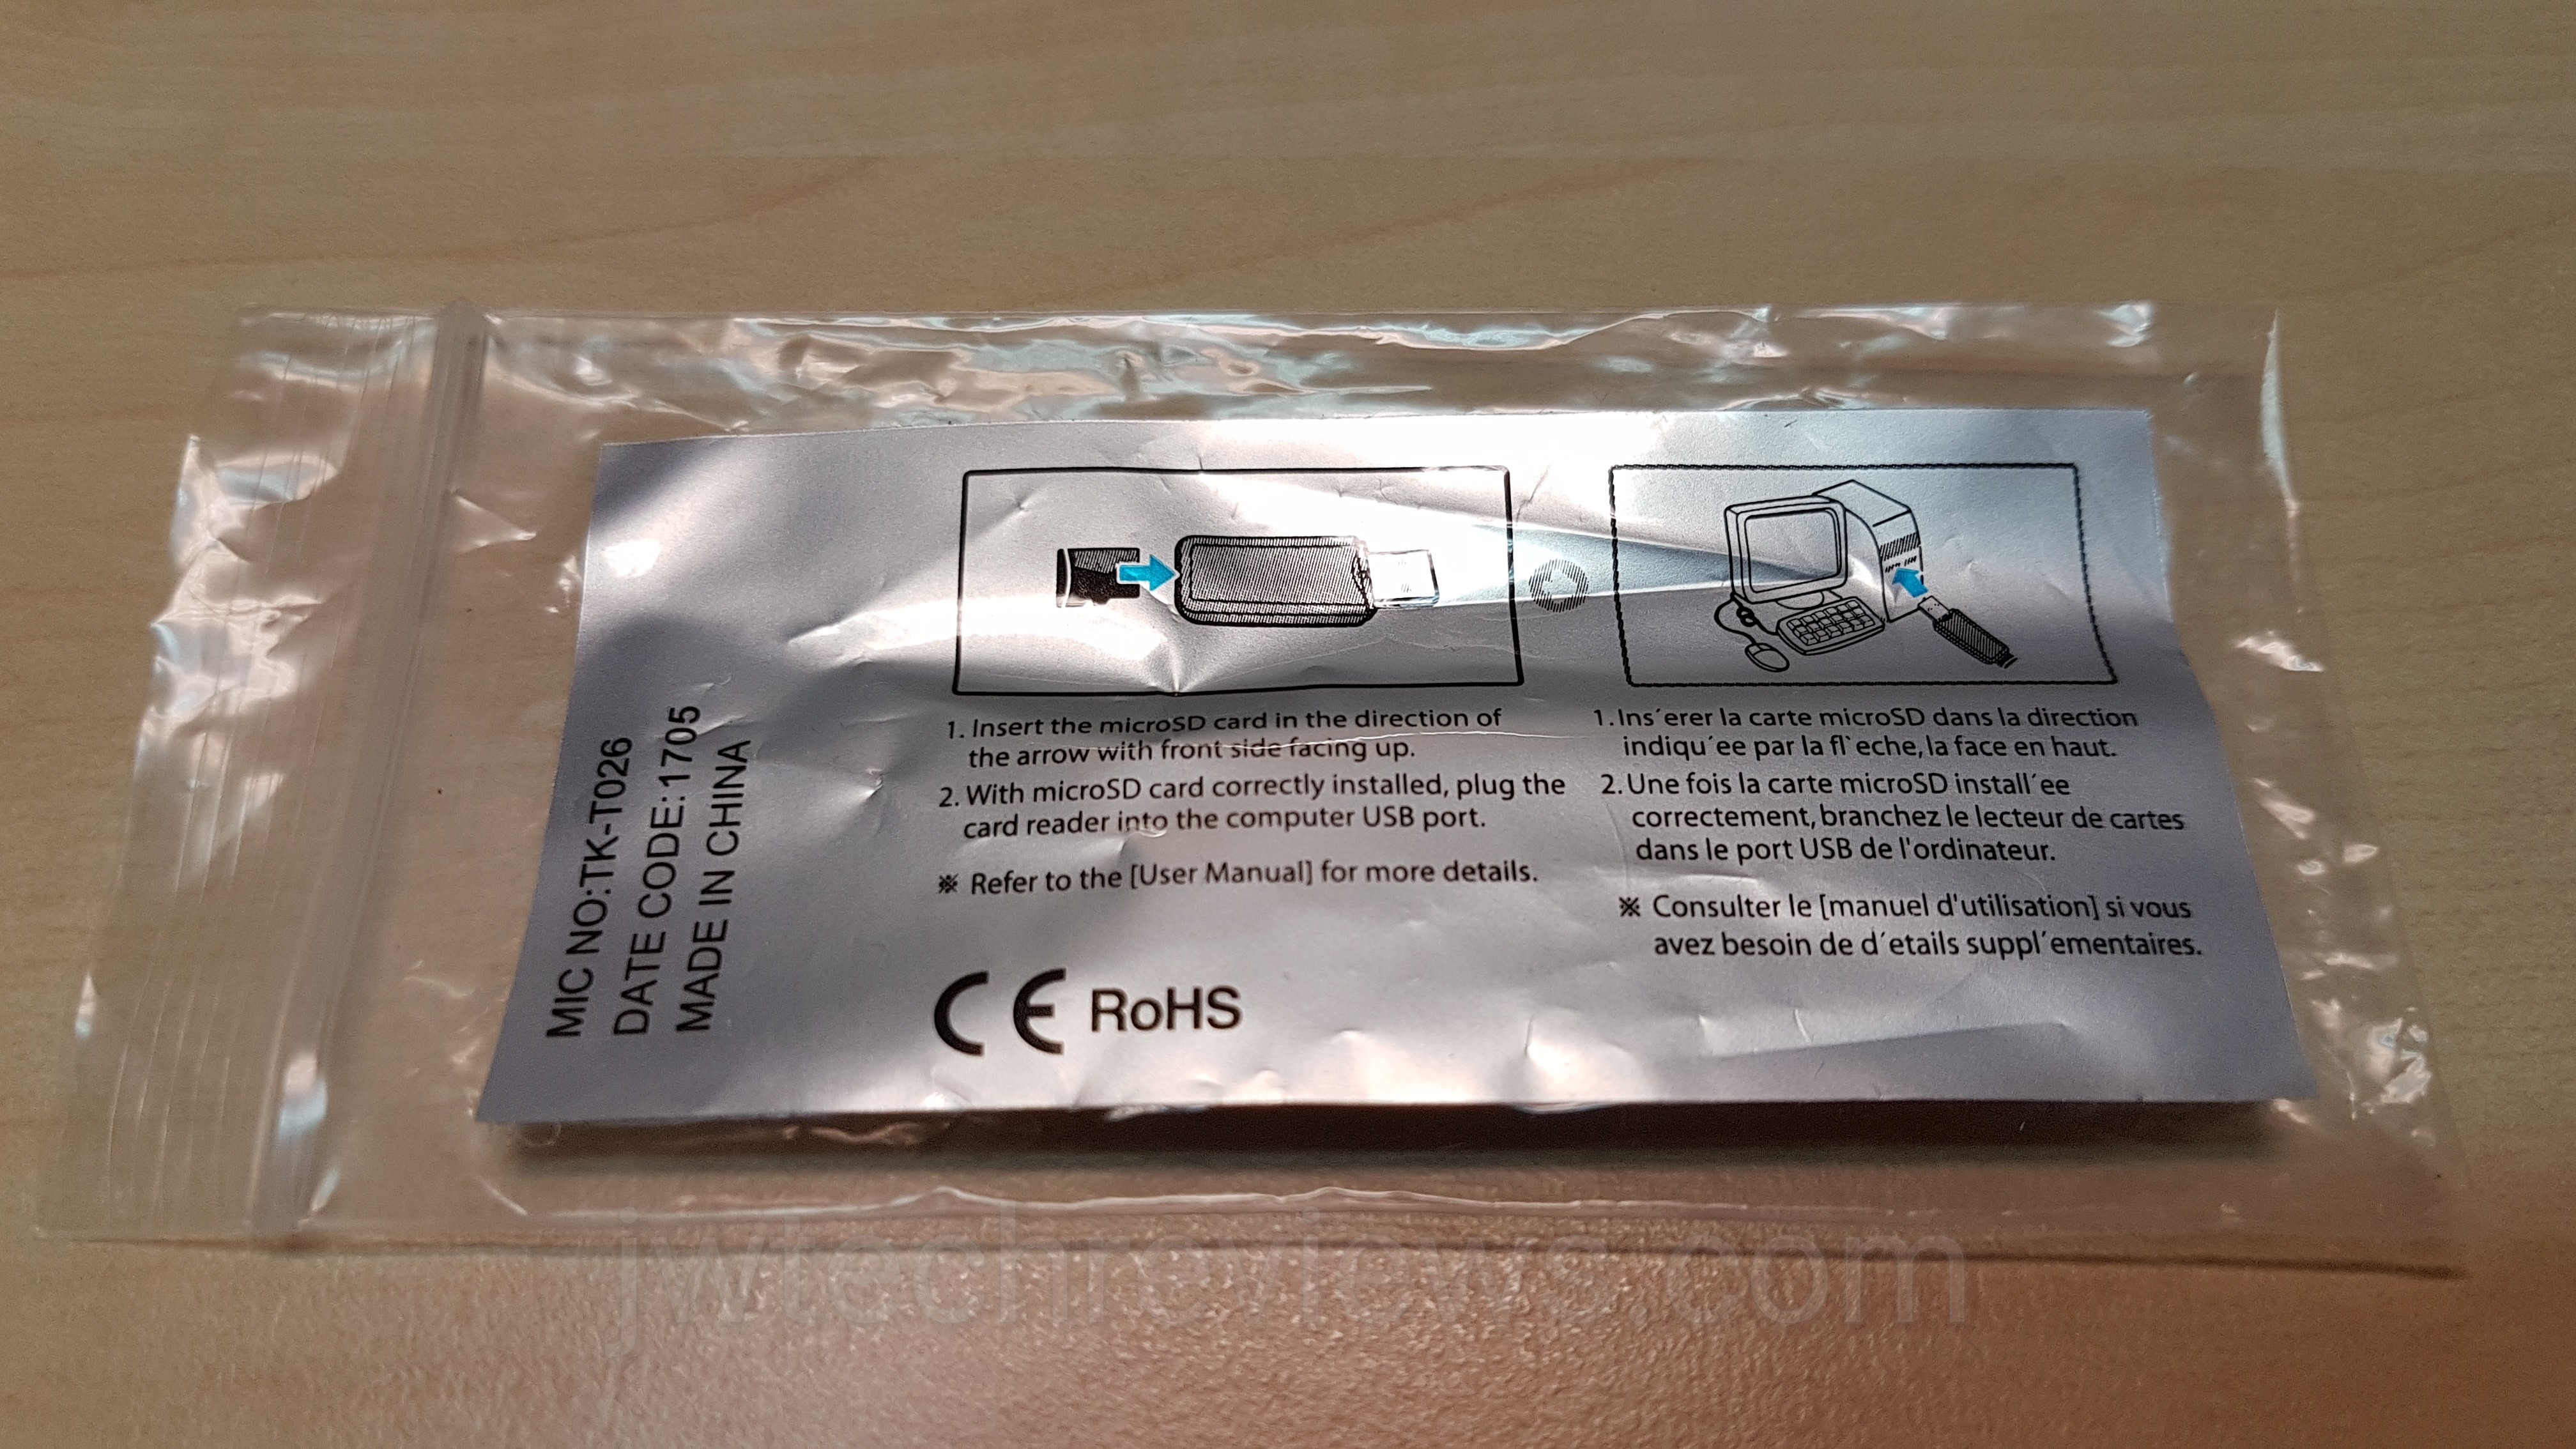 MIC NO:TK-T026
DATE CODE:1705
MADE IN CHINA
1. Insert the microSD card in the direction of
the arrow with front side facing up.
2. With microSD card correctly installed, plug the
card reader into the computer USB port.
※ Refer to the [User Manual] for more details.
CE RoHS
1. Ins´erer la carte microSD dans la direction
indiqu´ee par la fl`eche, la face en haut.
2. Une fois la carte microSD install´ee
correctement, branchez le lecteur de cartes
dans le port USB de l'ordinateur.
※ Consulter le [manuel d'utilisation] si vous
avez besoin de d´etails suppl´ementaires.
jwtechreviews.com